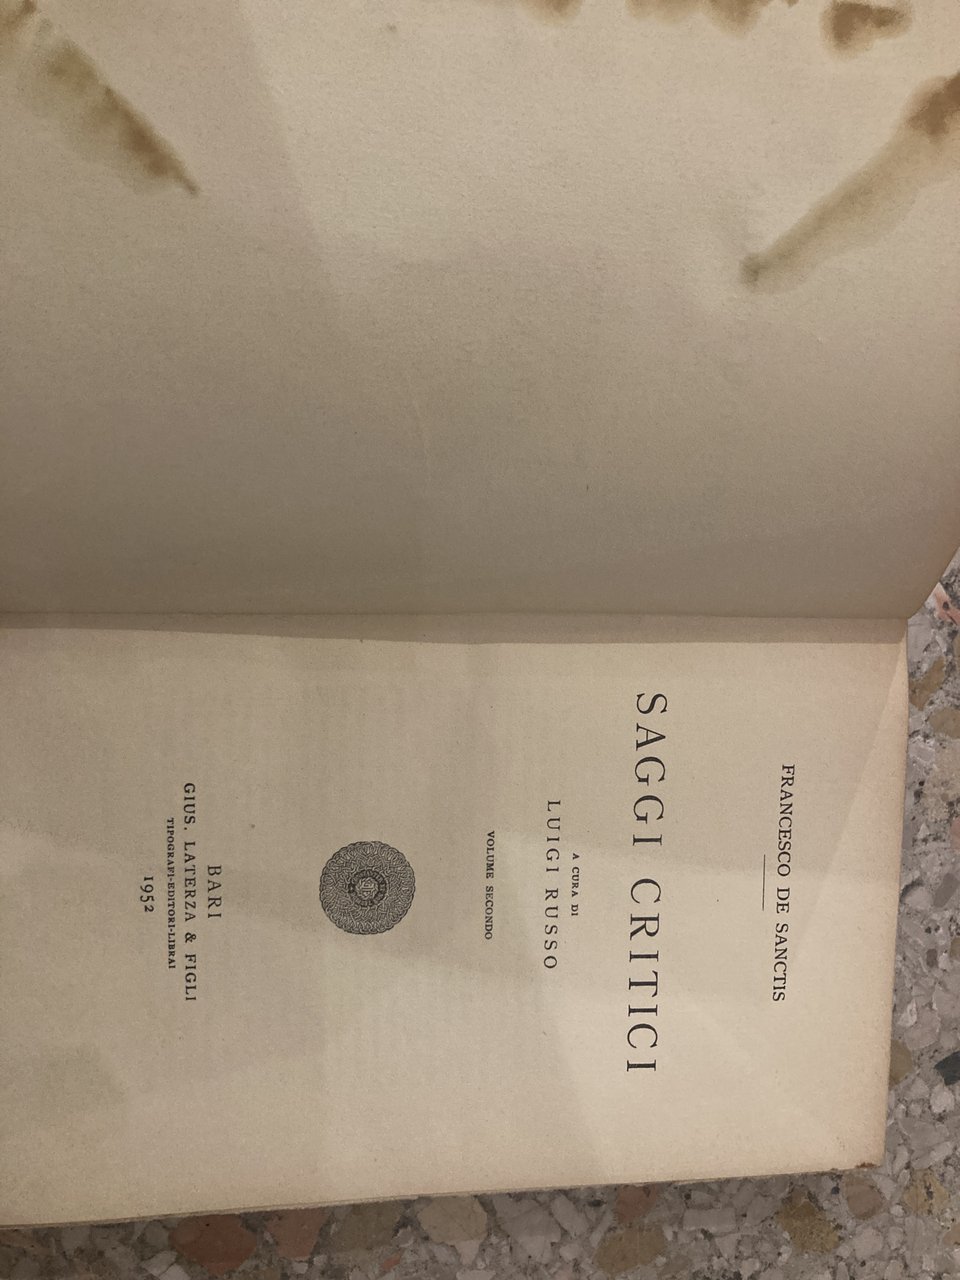 FRANCESCO DE SANCTIS
SAGGI CRITICI
A CURA DI
LUIGI RUSSO
VOLUME SECONDO
BARI
GIUS. LATERZA & FIGLI
TIPOGRAFI-EDITORI-LIBRAI
1952